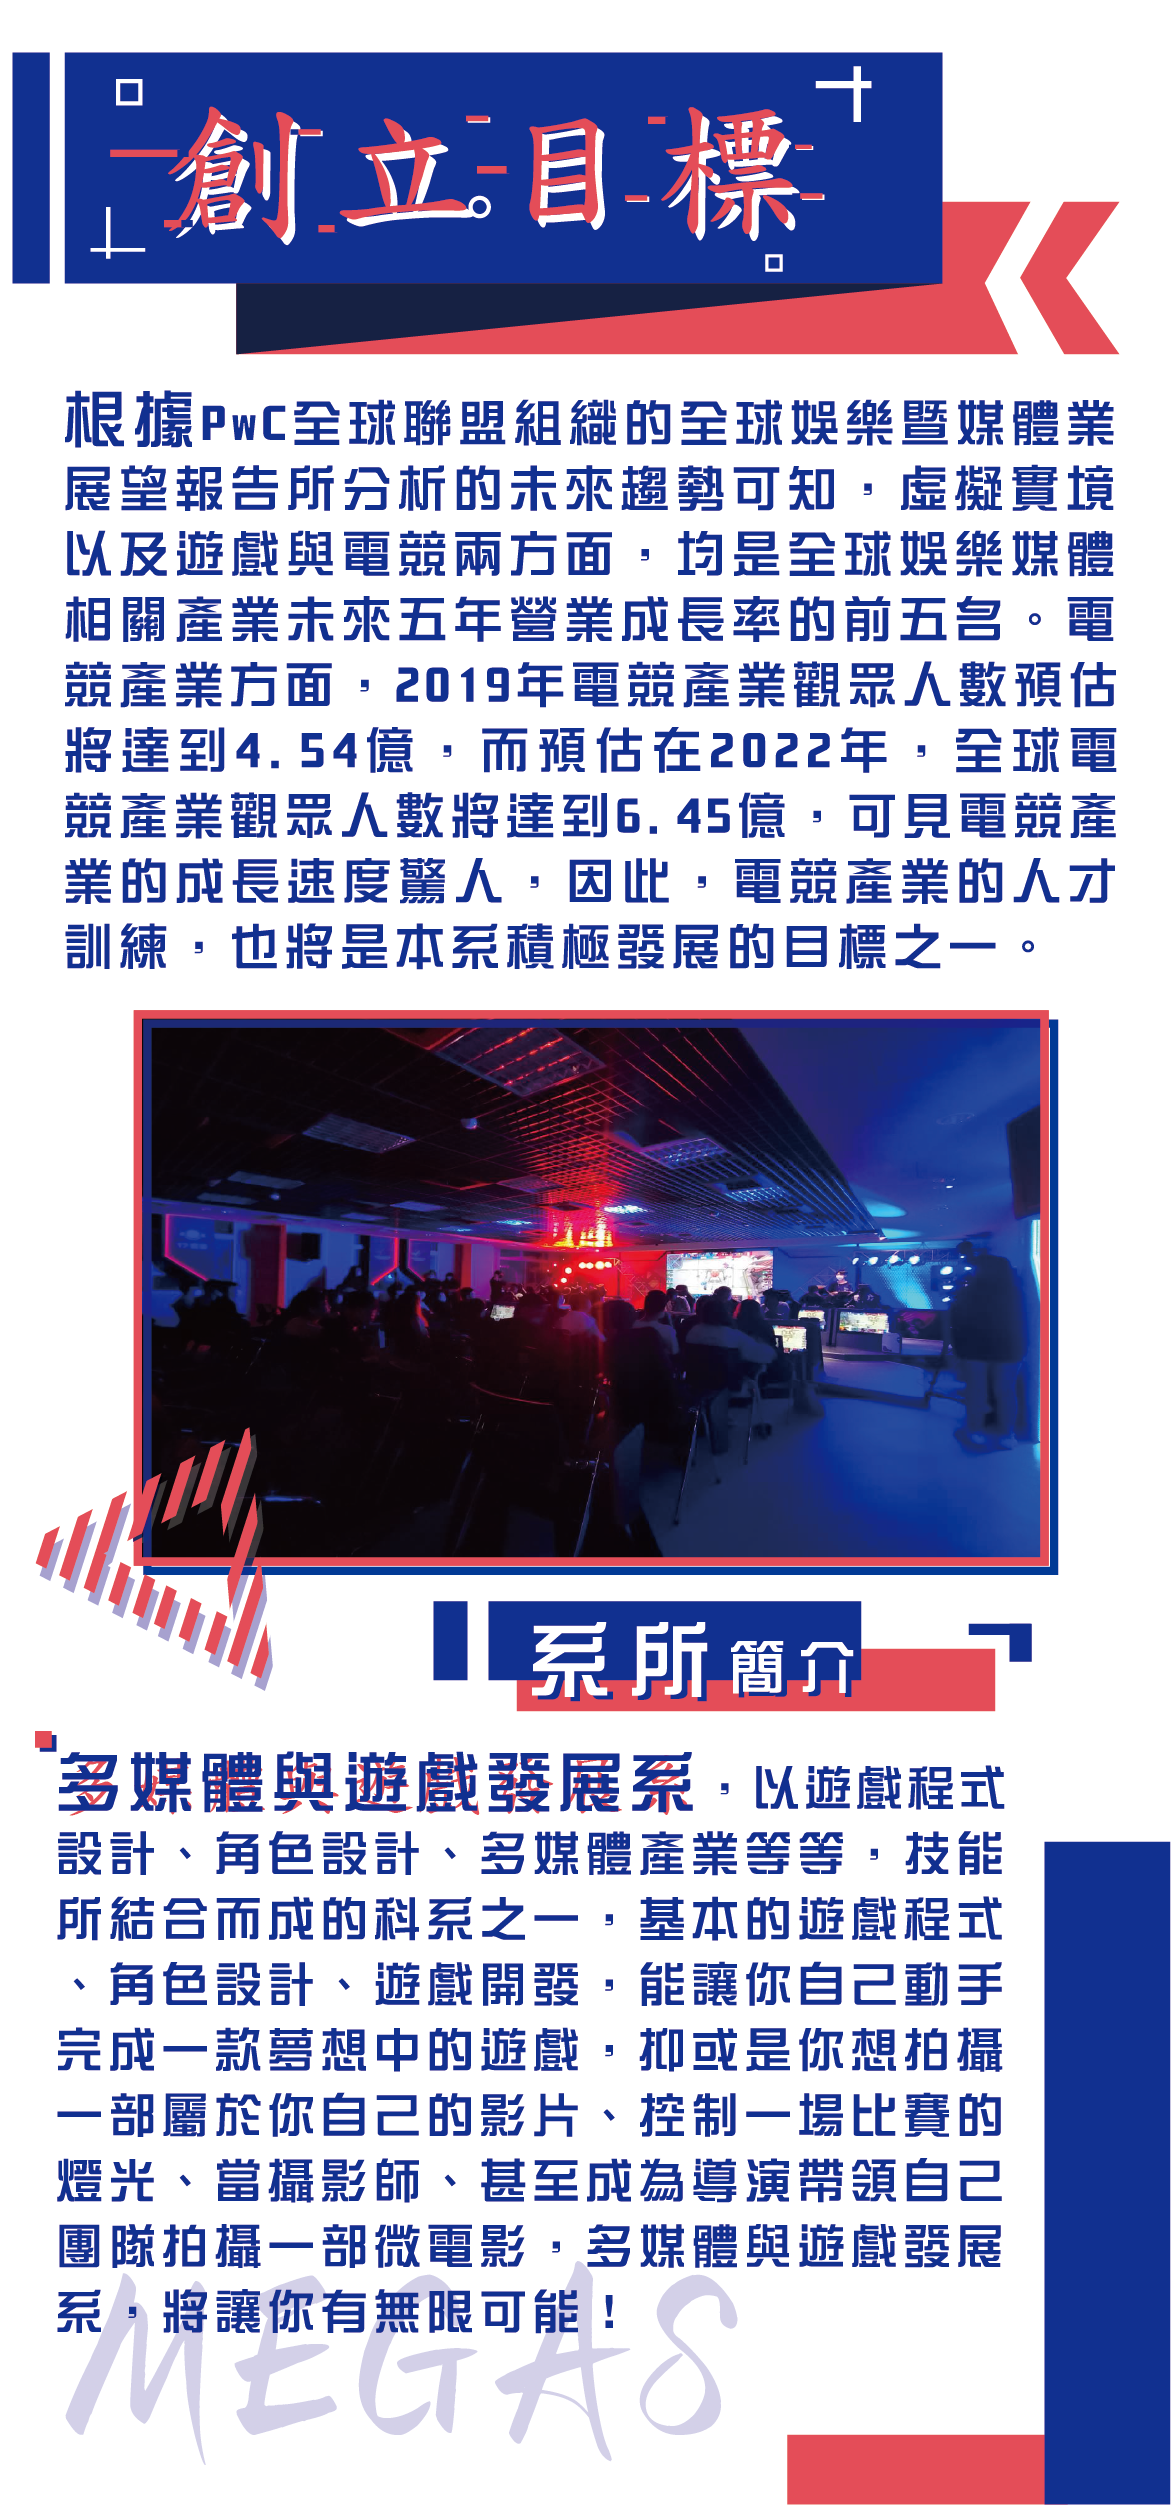 創立目標
根據PwC全球聯盟組織的全球娛樂暨媒體業
展望報告所分析的未來趨勢可知，虛擬實境
以及遊戲與電競兩方面，均是全球娛樂媒體
相關產業未來五年營業成長率的前五名。電
競產業方面，2019年電競產業觀眾人數預估
將達到4.54億，而預估在2022年，全球電
競產業觀眾人數將達到6.45億，可見電競產
業的成長速度驚人，因此，電競產業的人才
訓練，也將是本系積極發展的目標之一。
系所簡介
多媒體與遊戲發展系，以遊戲程式
設計、角色設計、多媒體產業等等，技能
所結合而成的科系之一，基本的遊戲程式
、角色設計、遊戲開發，能讓你自己動手
完成一款夢想中的遊戲，抑或是你想拍攝
一部屬於你自己的影片、控制一場比賽的
燈光、當攝影師、甚至成為導演帶領自己
團隊拍攝一部微電影，多媒體與遊戲發展
系，將讓你有無限可能！
MEGAS